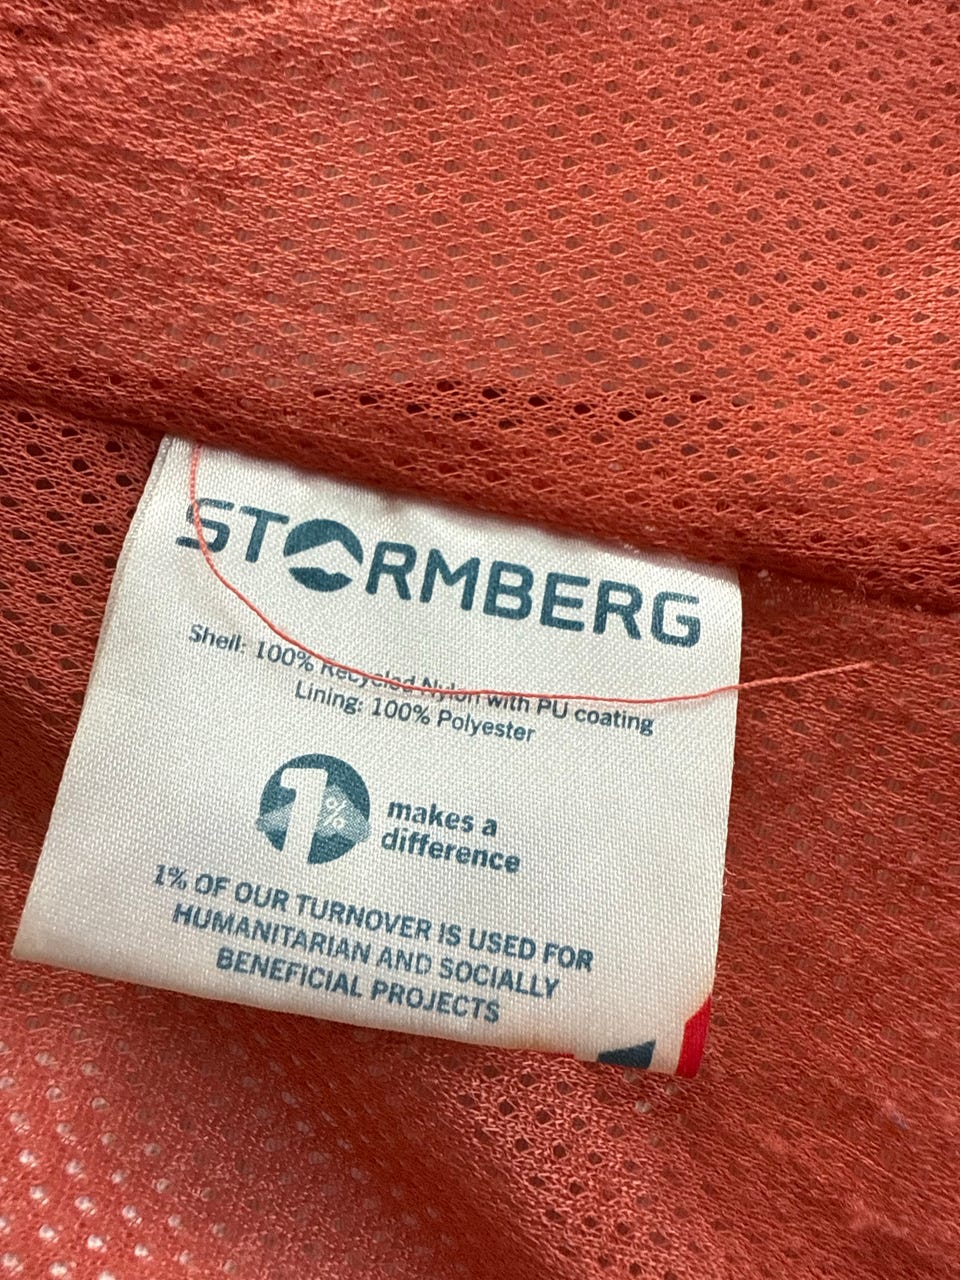 STORMBERG
Shell: 100% Recycled Nylon with PU coating
Lining: 100% Polyester
1%
makes a
difference
1% OF OUR TURNOVER IS USED FOR
HUMANITARIAN AND SOCIALLY
BENEFICIAL PROJECTS